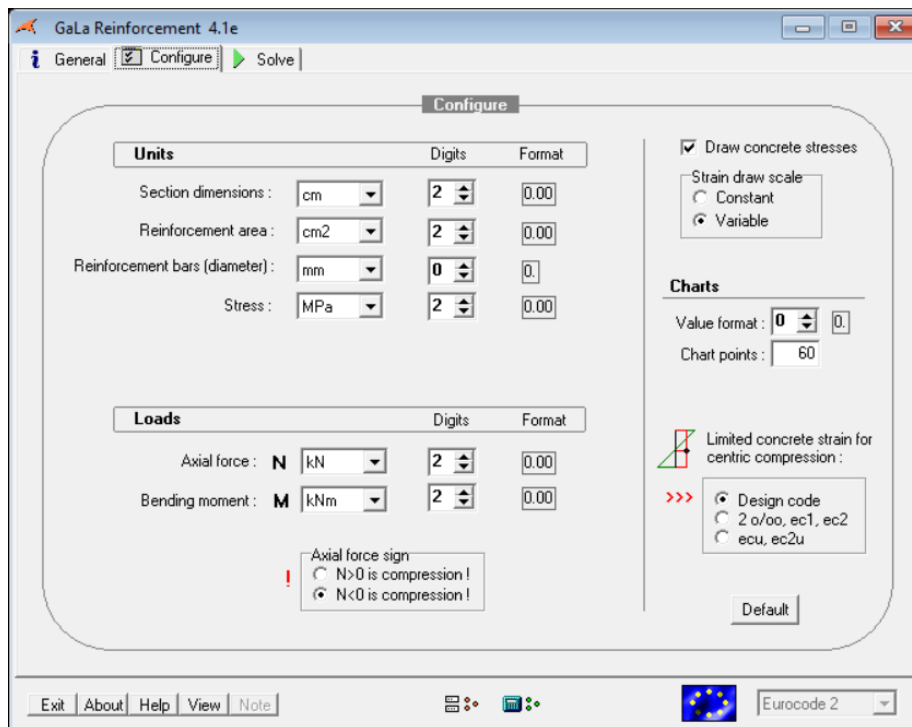 GaLa Reinforcement 4.1e
General Configure Solve
Configure
Units Digits Format
Section dimensions : cm 2 0.00
Reinforcement area : cm2 2 0.00
Reinforcement bars (diameter) : mm 0 0.
Stress : MPa 2 0.00
Loads Digits Format
Axial force : N kN 2 0.00
Bending moment : M kNm 2 0.00
Axial force sign
! N>0 is compression !
N<0 is compression !
Draw concrete stresses
Strain draw scale
Constant
Variable
Charts
Value format : 0 0.
Chart points : 60
Limited concrete strain for
centric compression :
>>> Design code
2 o/oo, ec1, ec2
ecu, ec2u
Default
Exit About Help View Note Eurocode 2